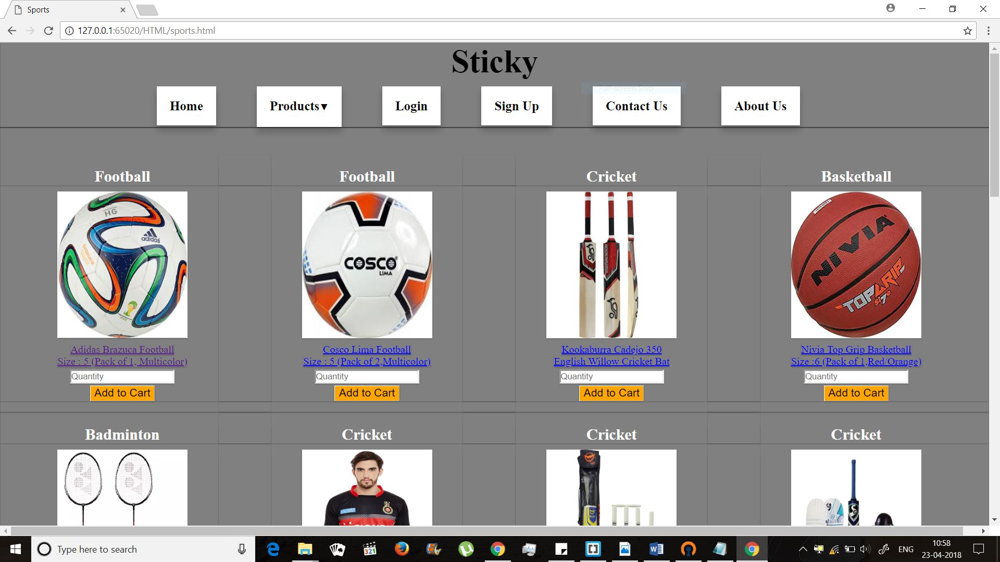 Sports
127.0.0.1:65020/HTML/sports.html
Sticky
Full-screen Snip
Home
Products▼
Login
Sign Up
Contact Us
About Us
Football
Football
Cricket
Basketball
HG
adidas
brazuca
COSCO
LIMA
KOOKABURRA
NIVIA
TOP GRIP
Adidas Brazuca Football
Size : 5 (Pack of 1, Multicolor)
Quantity
Add to Cart
Cosco Lima Football
Size : 5 (Pack of 2,Multicolor)
Quantity
Add to Cart
Kookaburra Cadejo 350
English Willow Cricket Bat
Quantity
Add to Cart
Nivia Top Grip Basketball
Size :6 (Pack of 1,Red/Orange)
Quantity
Add to Cart
Badminton
Cricket
Cricket
Cricket
Type here to search
321
ENG
10:58
23-04-2018